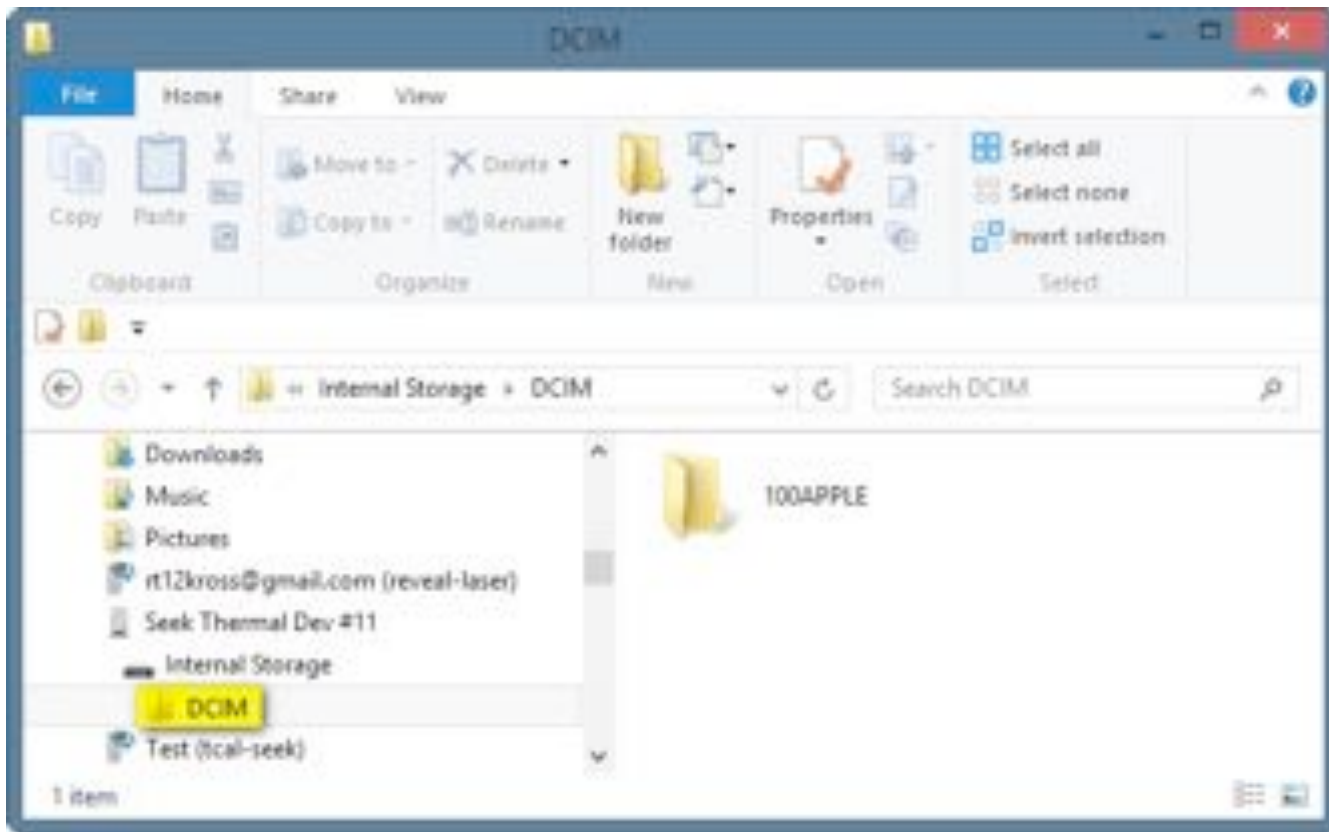 DCIM
File Home Share View
Copy Paste
Move to
Copy to
Delete
Rename
New folder
Properties
Select all
Select none
Invert selection
Clipboard Organize New Open Select
Internal Storage DCIM Search DCIM
Downloads
Music
Pictures
rt12kross@gmail.com (reveal-laser)
Seek Thermal Dev #11
Internal Storage
DCIM
Test (tcal-seek)
100APPLE
1 item